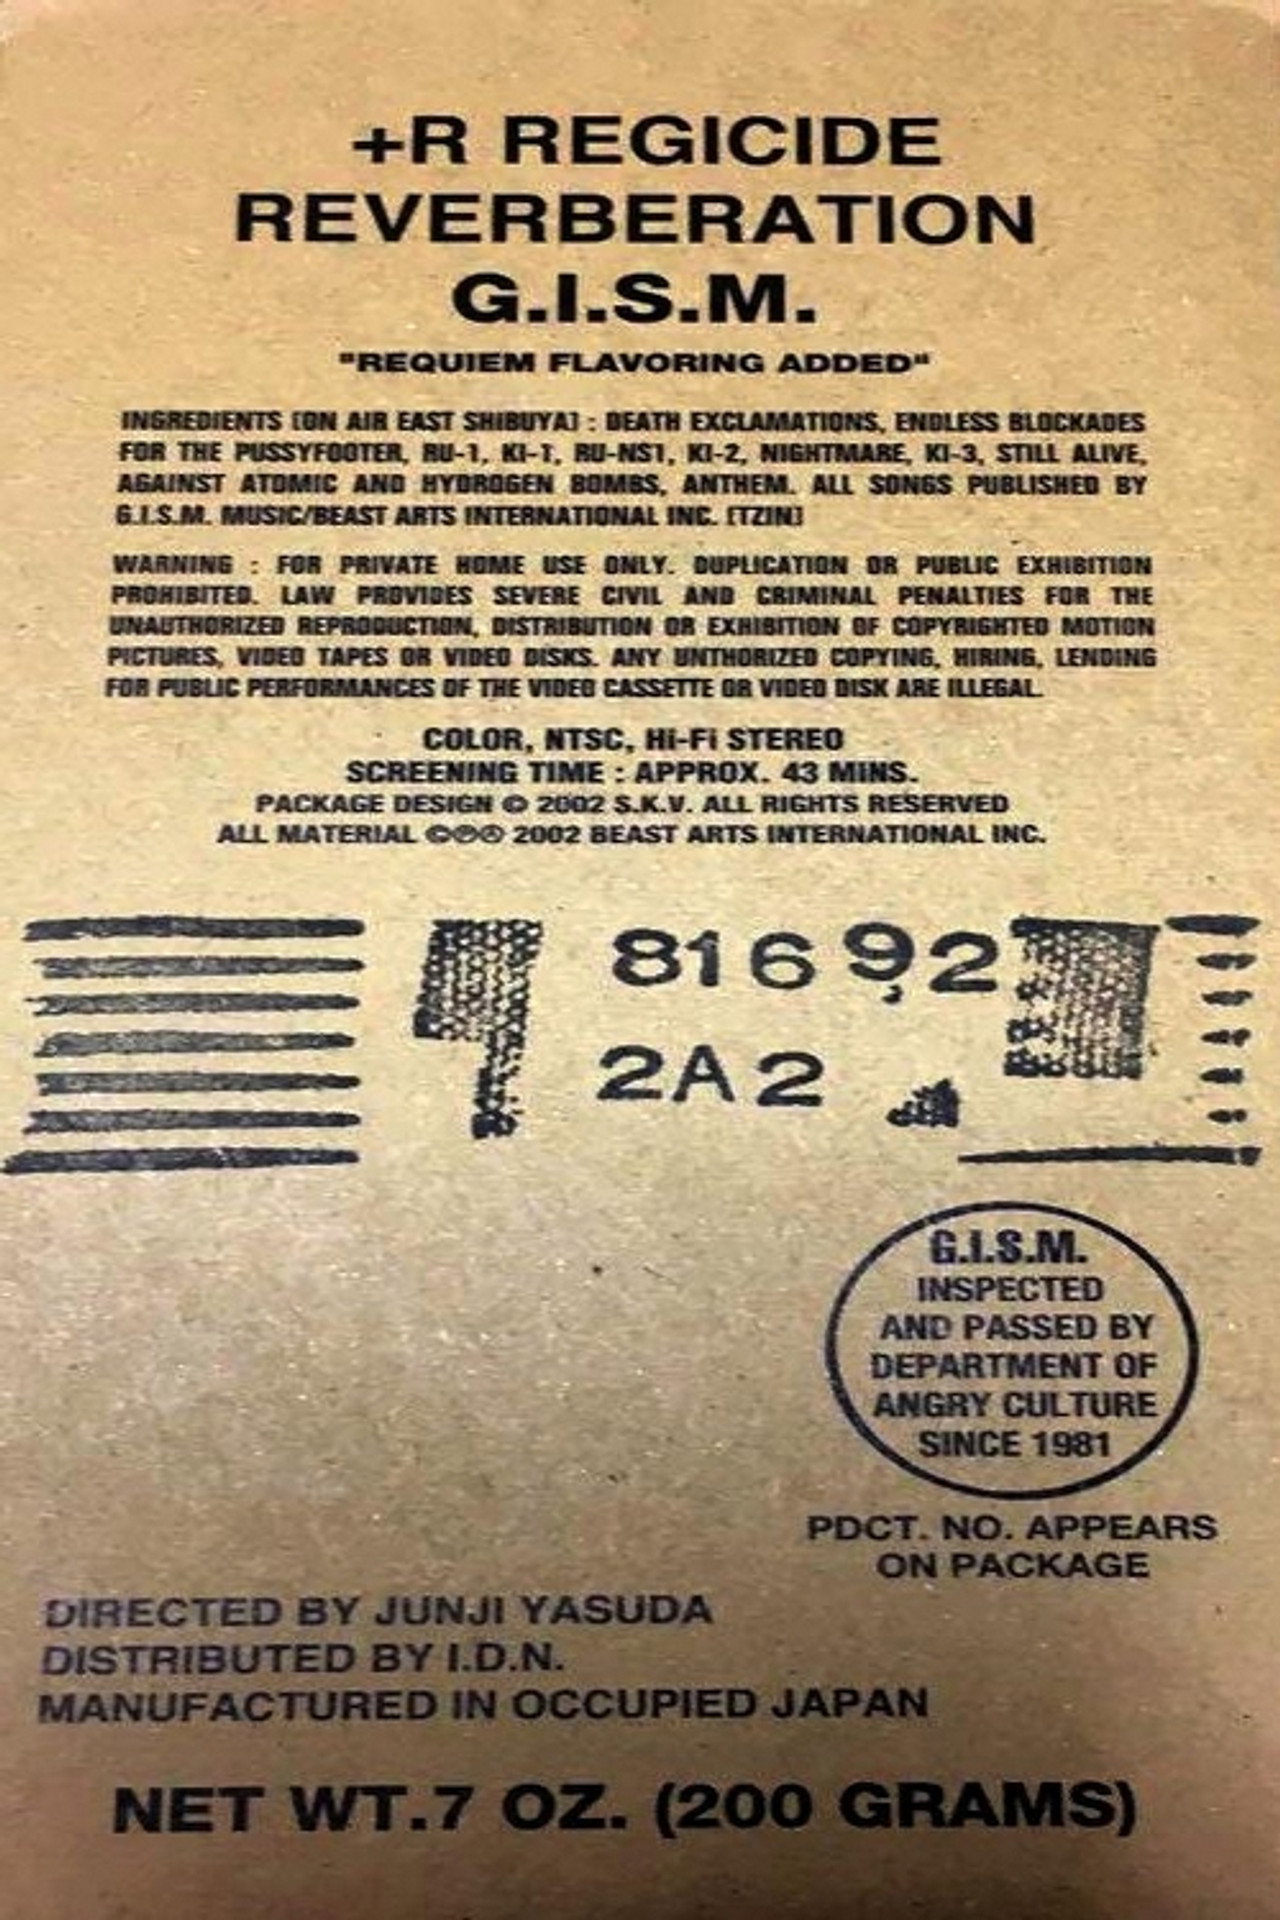 +R REGICIDE
REVERBERATION
G.I.S.M.
"REQUIEM FLAVORING ADDED"
INGREDIENTS [ON AIR EAST SHIBUYA] : DEATH EXCLAMATIONS, ENDLESS BLOCKADES
FOR THE PUSSYFOOTER, RU-1, KI-1, RU-NS1, KI-2, NIGHTMARE, KI-3, STILL ALIVE,
AGAINST ATOMIC AND HYDROGEN BOMBS, ANTHEM. ALL SONGS PUBLISHED BY
G.I.S.M. MUSIC/BEAST ARTS INTERNATIONAL INC. [TZIN]
WARNING : FOR PRIVATE HOME USE ONLY. DUPLICATION OR PUBLIC EXHIBITION
PROHIBITED. LAW PROVIDES SEVERE CIVIL AND CRIMINAL PENALTIES FOR THE
UNAUTHORIZED REPRODUCTION, DISTRIBUTION OR EXHIBITION OF COPYRIGHTED MOTION
PICTURES, VIDEO TAPES OR VIDEO DISKS. ANY UNTHORIZED COPYING, HIRING, LENDING
FOR PUBLIC PERFORMANCES OF THE VIDEO CASSETTE OR VIDEO DISK ARE ILLEGAL.
COLOR, NTSC, Hi-Fi STEREO
SCREENING TIME : APPROX. 43 MINS.
PACKAGE DESIGN © 2002 S.K.V. ALL RIGHTS RESERVED
ALL MATERIAL ©℗Ⓐ 2002 BEAST ARTS INTERNATIONAL INC.
81692
2A2
G.I.S.M.
INSPECTED
AND PASSED BY
DEPARTMENT OF
ANGRY CULTURE
SINCE 1981
PDCT. NO. APPEARS
ON PACKAGE
DIRECTED BY JUNJI YASUDA
DISTRIBUTED BY I.D.N.
MANUFACTURED IN OCCUPIED JAPAN
NET WT.7 OZ. (200 GRAMS)